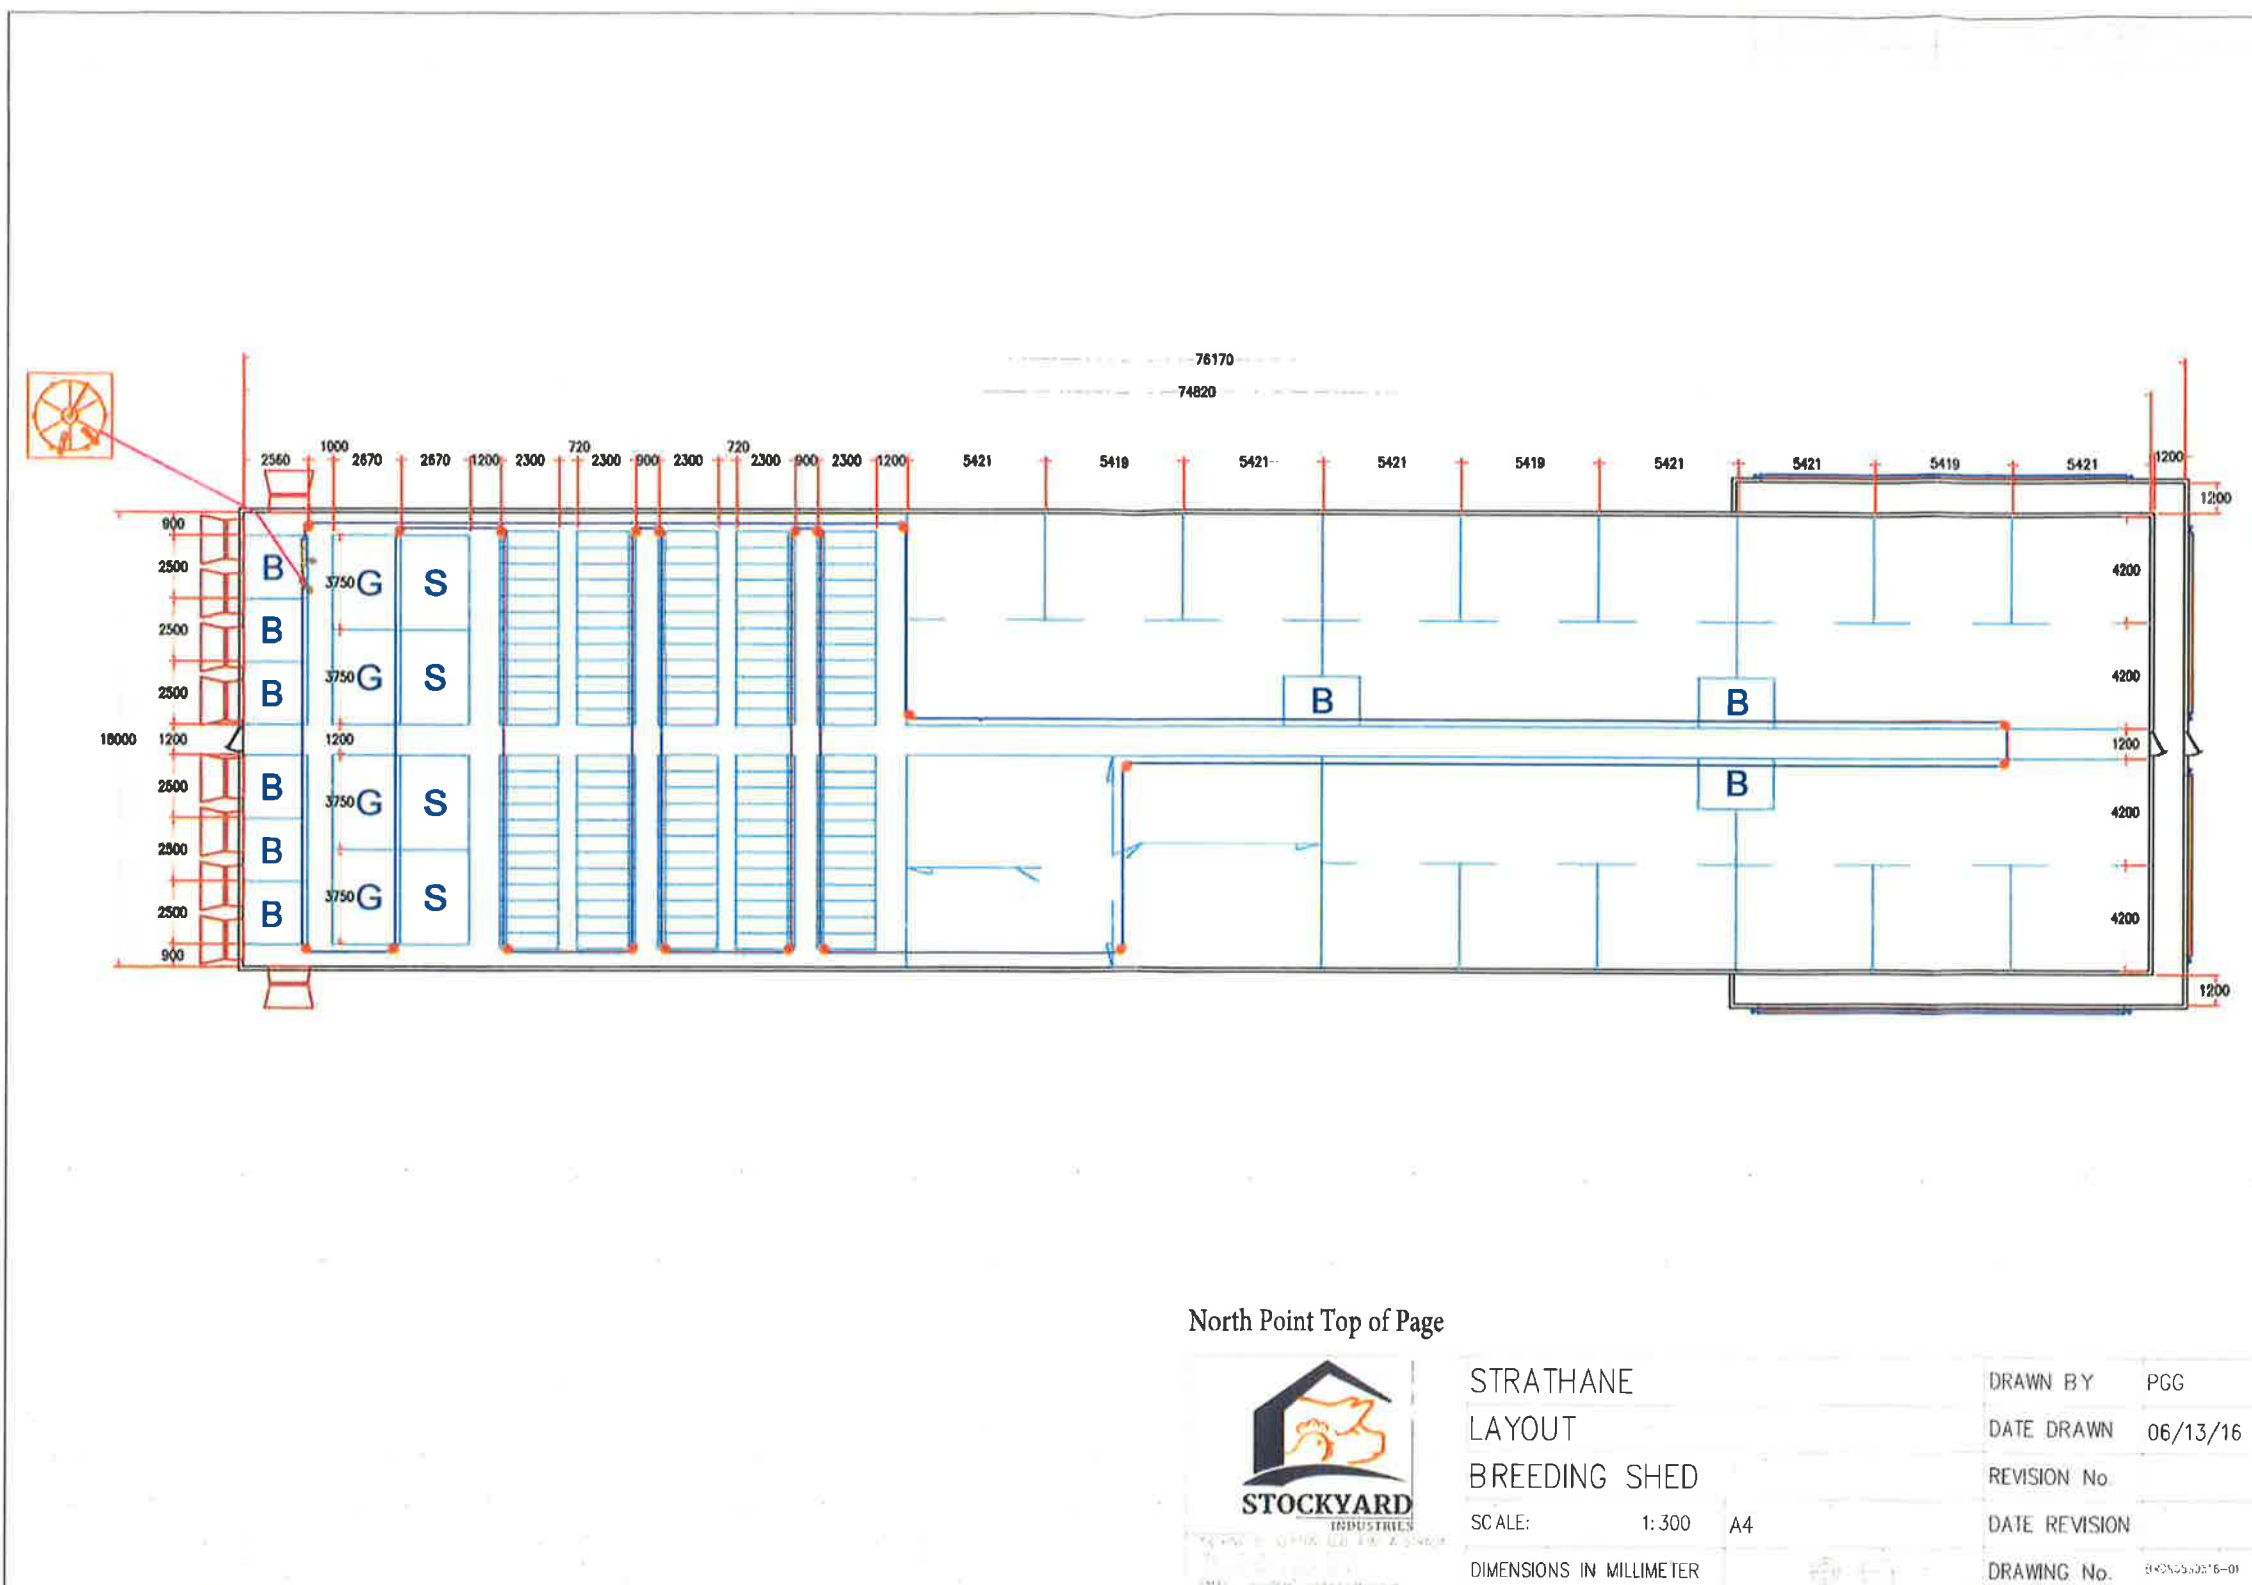 76170
74820
1000 720 720
2560 2670 2670 1200 2300 2300 900 2300 2300 900 2300 1200 5421 5419 5421 5421 5419 5421 5421 5419 5421 1200
1200
900
2500 B 3750 G S 4200
2500 B
2500 B 3750 G S B B 4200
18000 1200 1200 1200
2500 B 3750 G S B 4200
2500 B
2500 B 3750 G S 4200
900
1200
North Point Top of Page
STOCKYARD
INDUSTRIES
STRATHANE
LAYOUT
BREEDING SHED
SCALE: 1:300 A4
DIMENSIONS IN MILLIMETER
DRAWN BY PGG
DATE DRAWN 06/13/16
REVISION No.
DATE REVISION
DRAWING No.